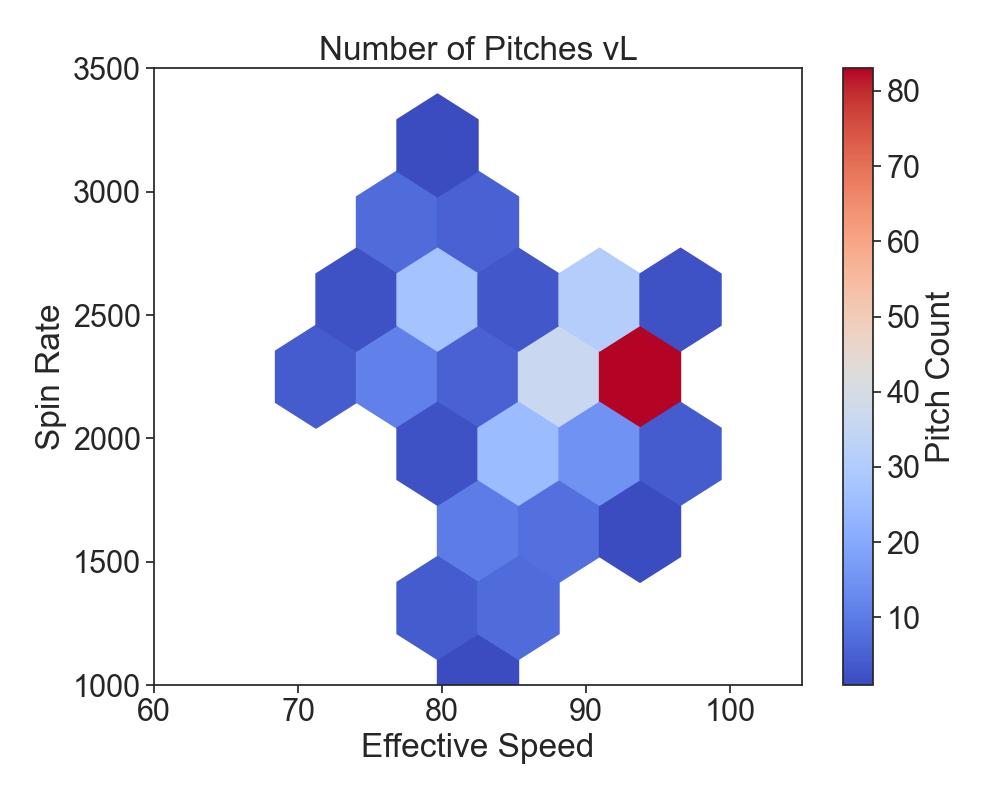 Number of Pitches vL
3500
3000
2500
2000
1500
1000
Spin Rate
60 70 80 90 100
Effective Speed
80
70
60
50
40
30
20
10
Pitch Count